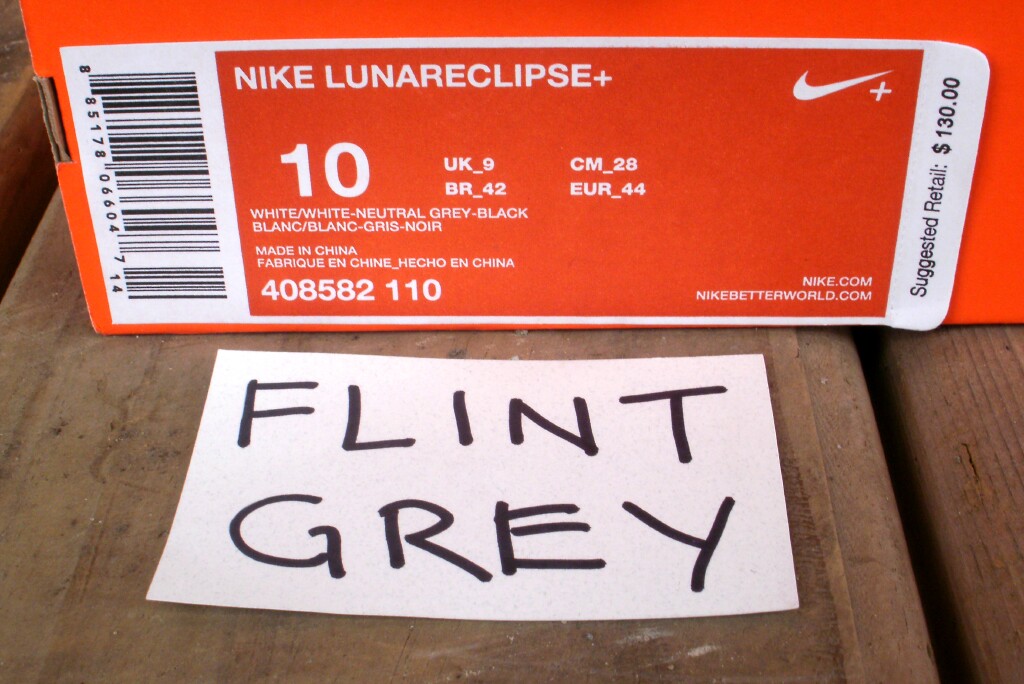 NIKE LUNARECLIPSE+
10
UK_9 CM_28
BR_42 EUR_44
WHITE/WHITE-NEUTRAL GREY-BLACK
BLANC/BLANC-GRIS-NOIR
MADE IN CHINA
FABRIQUE EN CHINE_HECHO EN CHINA
408582 110
NIKE.COM
NIKEBETTERWORLD.COM
Suggested Retail: $130.00
8 85178 06604 7 14
FLINT
GREY